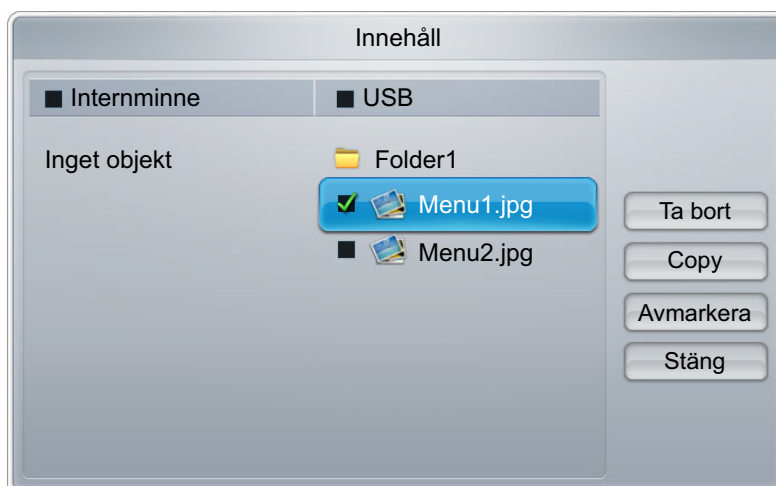 Innehåll
Internminne
USB
Inget objekt
Folder1
Menu1.jpg
Menu2.jpg
Ta bort
Copy
Avmarkera
Stäng